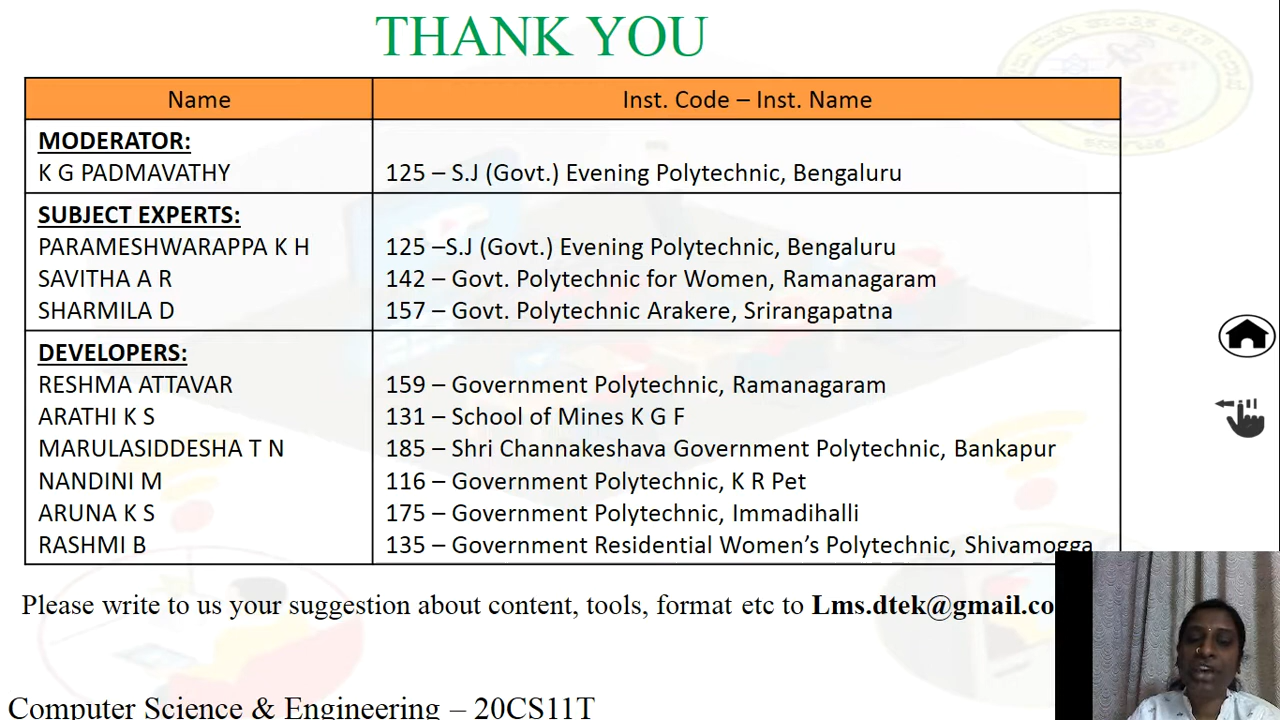 THANK YOU
Name Inst. Code – Inst. Name
MODERATOR:
K G PADMAVATHY 125 – S.J (Govt.) Evening Polytechnic, Bengaluru
SUBJECT EXPERTS:
PARAMESHWARAPPA K H 125 –S.J (Govt.) Evening Polytechnic, Bengaluru
SAVITHA A R 142 – Govt. Polytechnic for Women, Ramanagaram
SHARMILA D 157 – Govt. Polytechnic Arakere, Srirangapatna
DEVELOPERS:
RESHMA ATTAVAR 159 – Government Polytechnic, Ramanagaram
ARATHI K S 131 – School of Mines K G F
MARULASIDDESHA T N 185 – Shri Channakeshava Government Polytechnic, Bankapur
NANDINI M 116 – Government Polytechnic, K R Pet
ARUNA K S 175 – Government Polytechnic, Immadihalli
RASHMI B 135 – Government Residential Women’s Polytechnic, Shivamogga
Please write to us your suggestion about content, tools, format etc to Lms.dtek@gmail.co
Computer Science & Engineering – 20CS11T